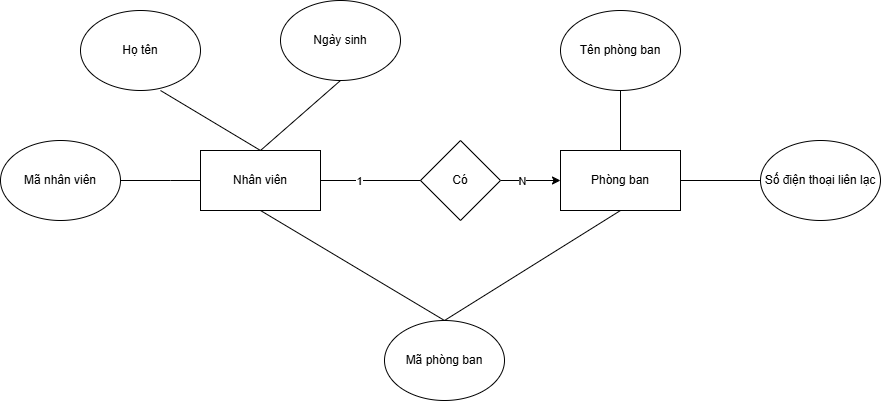 Họ tên
Ngày sinh
Tên phòng ban
Mã nhân viên
Nhân viên
1
Có
N
Phòng ban
Số điện thoại liên lạc
Mã phòng ban